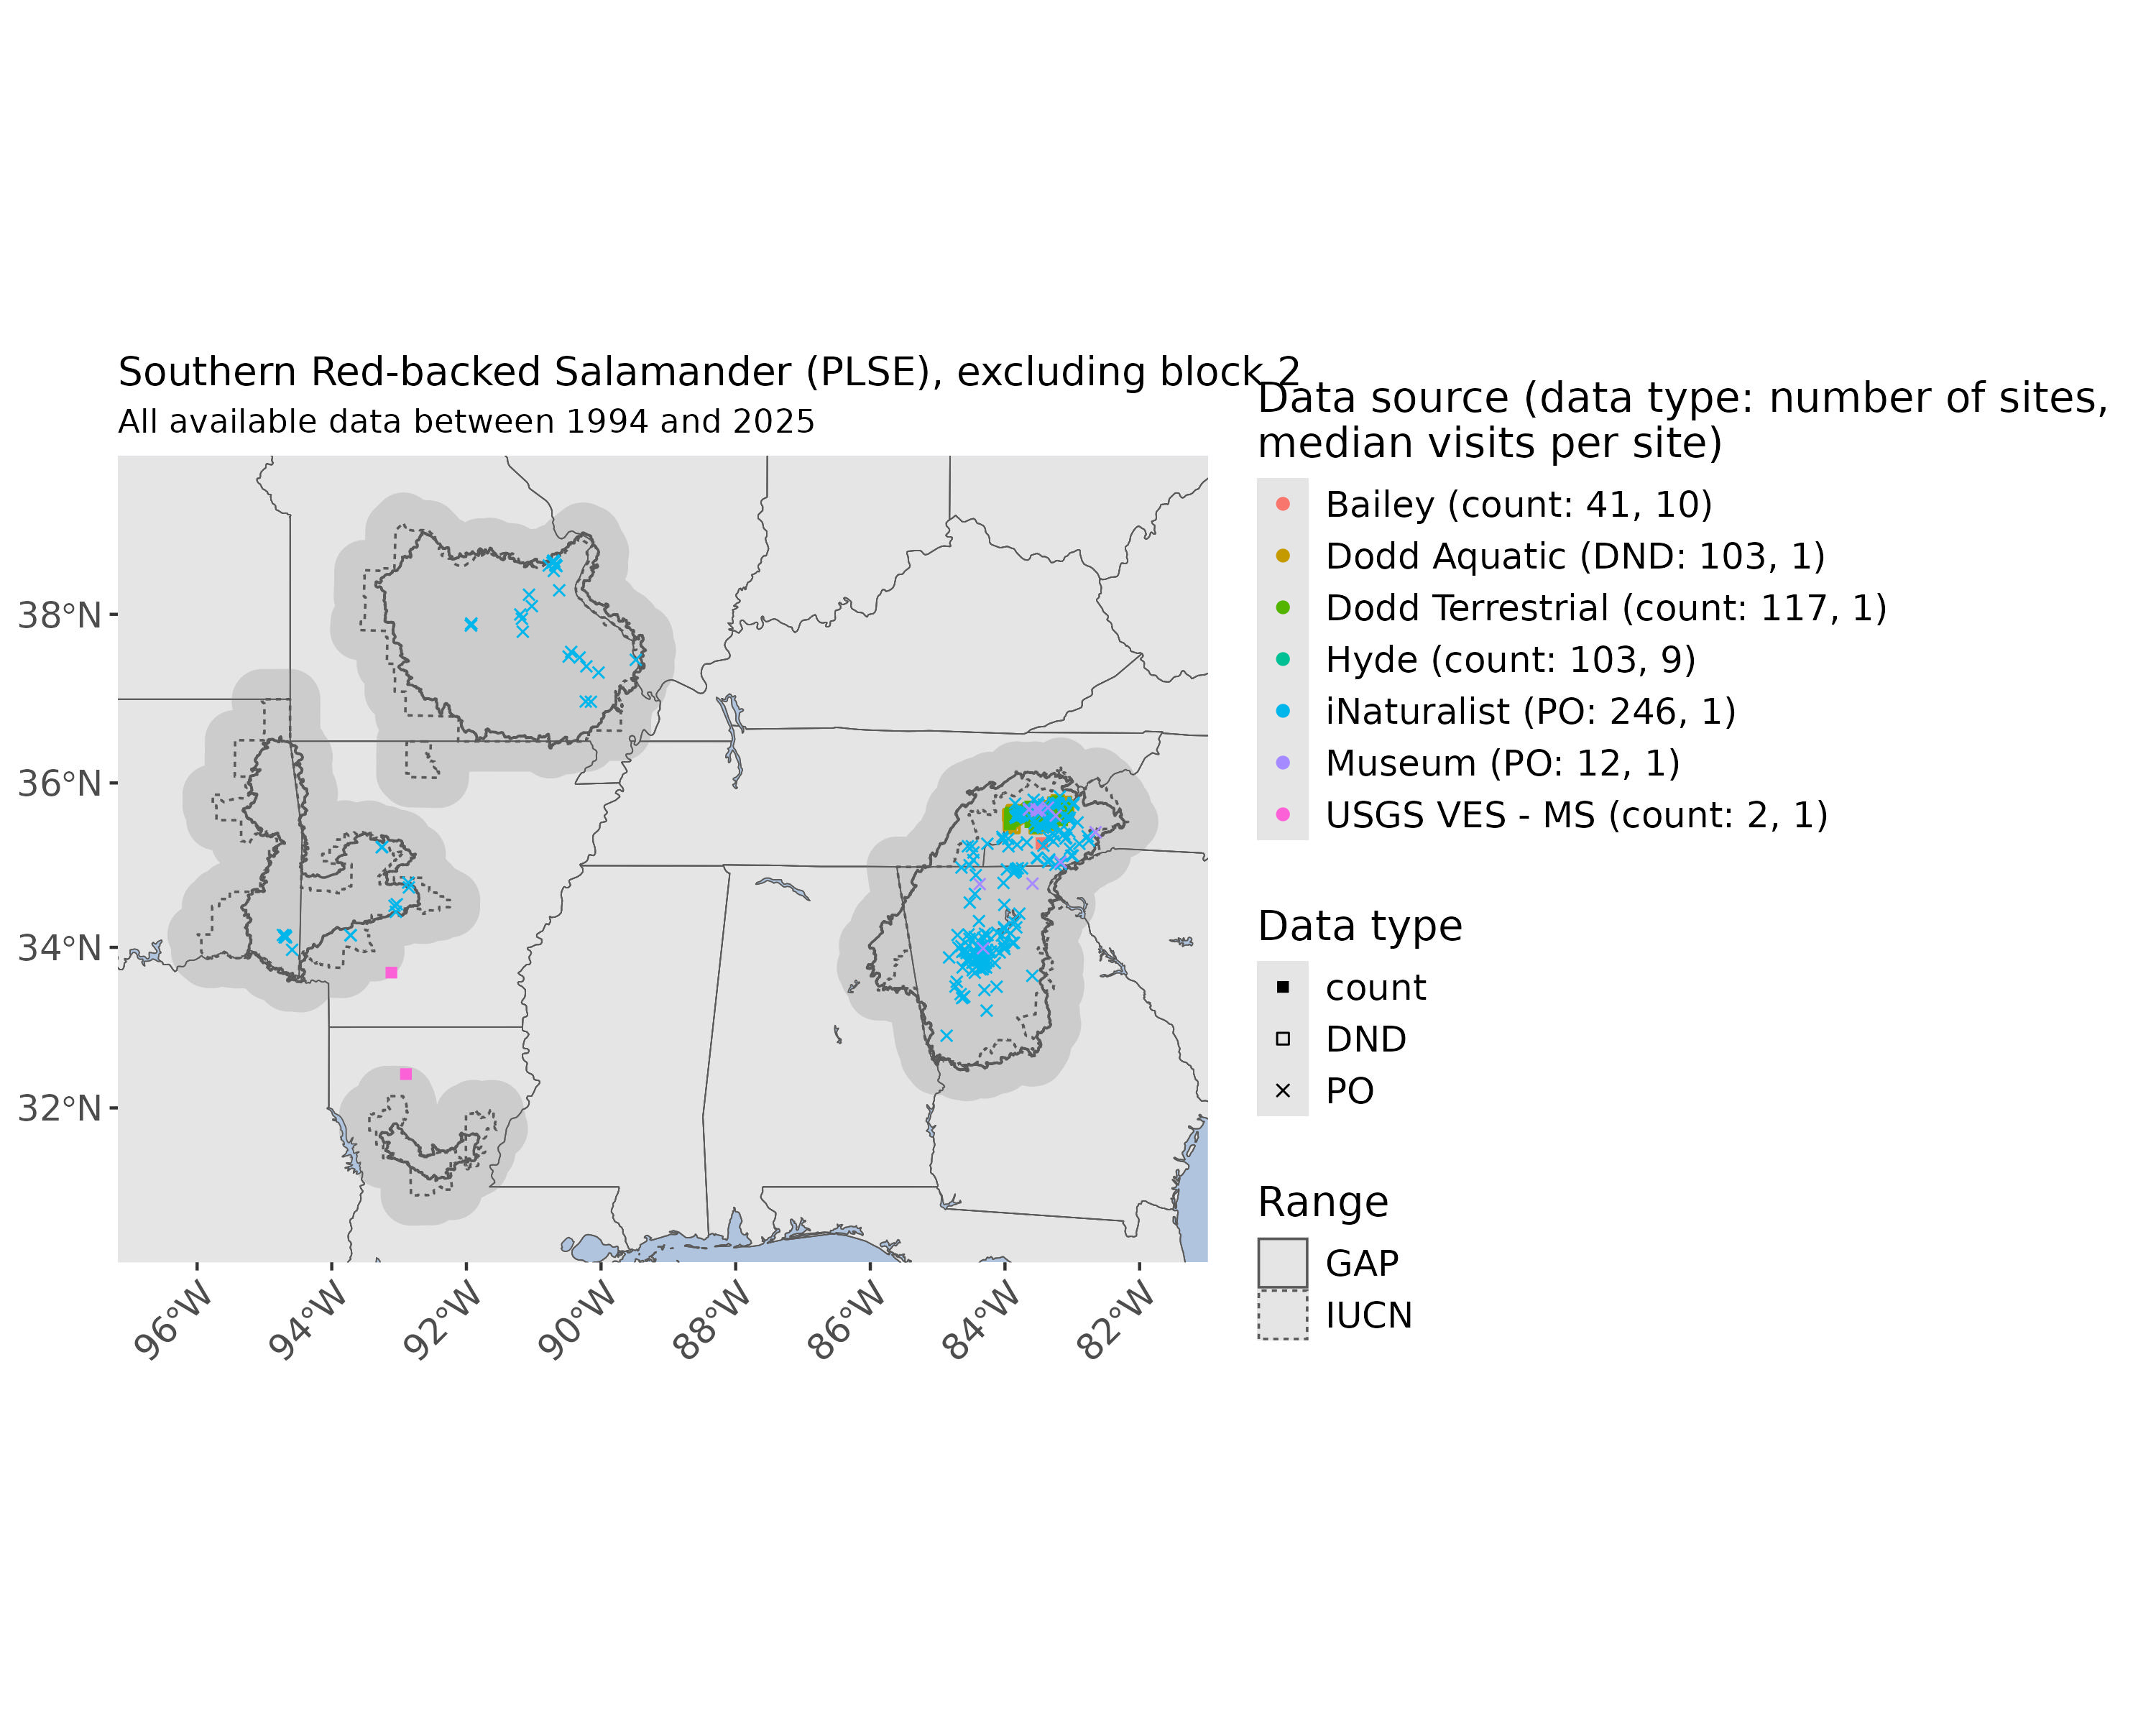 Southern Red-backed Salamander (PLSE), excluding block 2
All available data between 1994 and 2025
38°N
36°N
34°N
32°N
96°W
94°W
92°W
90°W
88°W
86°W
84°W
82°W
Data source (data type: number of sites,
median visits per site)
Bailey (count: 41, 10)
Dodd Aquatic (DND: 103, 1)
Dodd Terrestrial (count: 117, 1)
Hyde (count: 103, 9)
iNaturalist (PO: 246, 1)
Museum (PO: 12, 1)
USGS VES - MS (count: 2, 1)
Data type
count
DND
PO
Range
GAP
IUCN